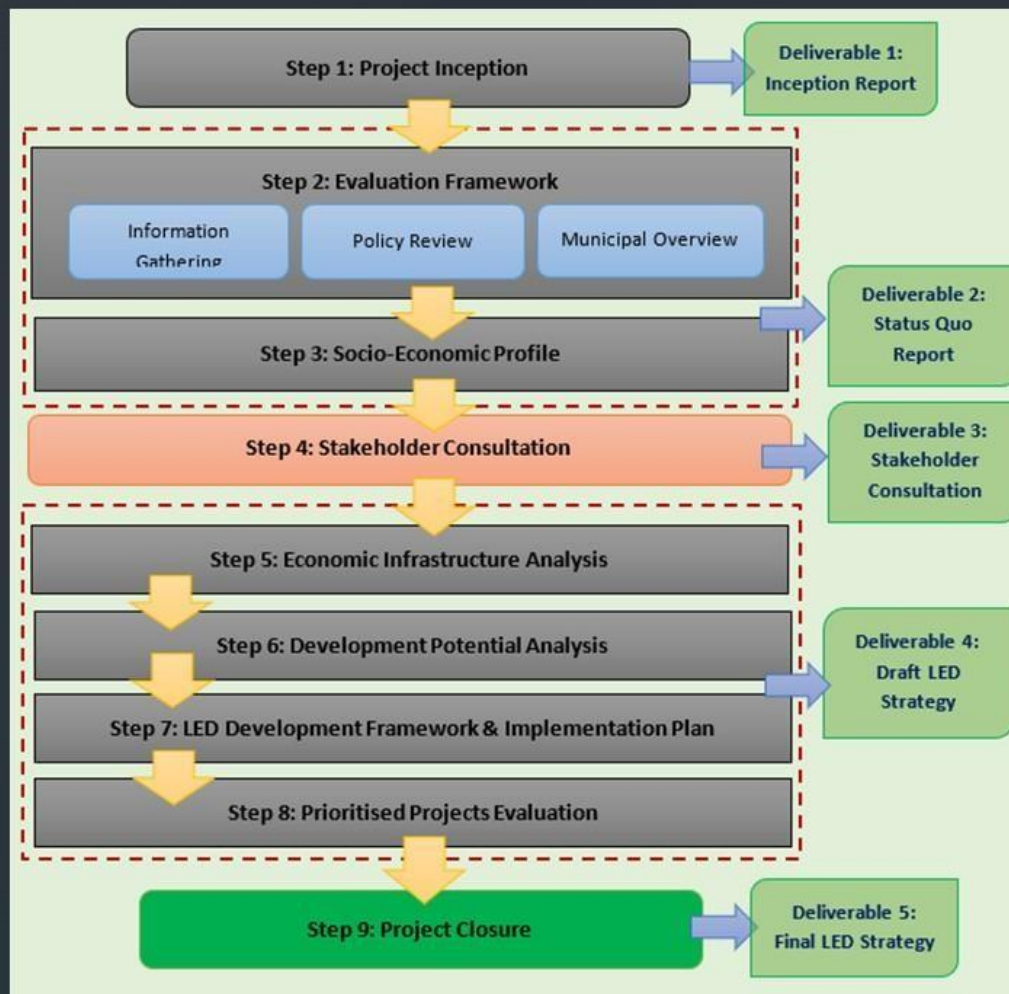 Step 1: Project Inception
Deliverable 1:
Inception Report
Step 2: Evaluation Framework
Information
Gathering
Policy Review
Municipal Overview
Deliverable 2:
Status Quo
Report
Step 3: Socio-Economic Profile
Step 4: Stakeholder Consultation
Deliverable 3:
Stakeholder
Consultation
Step 5: Economic Infrastructure Analysis
Step 6: Development Potential Analysis
Deliverable 4:
Draft LED
Strategy
Step 7: LED Development Framework & Implementation Plan
Step 8: Prioritised Projects Evaluation
Step 9: Project Closure
Deliverable 5:
Final LED Strategy